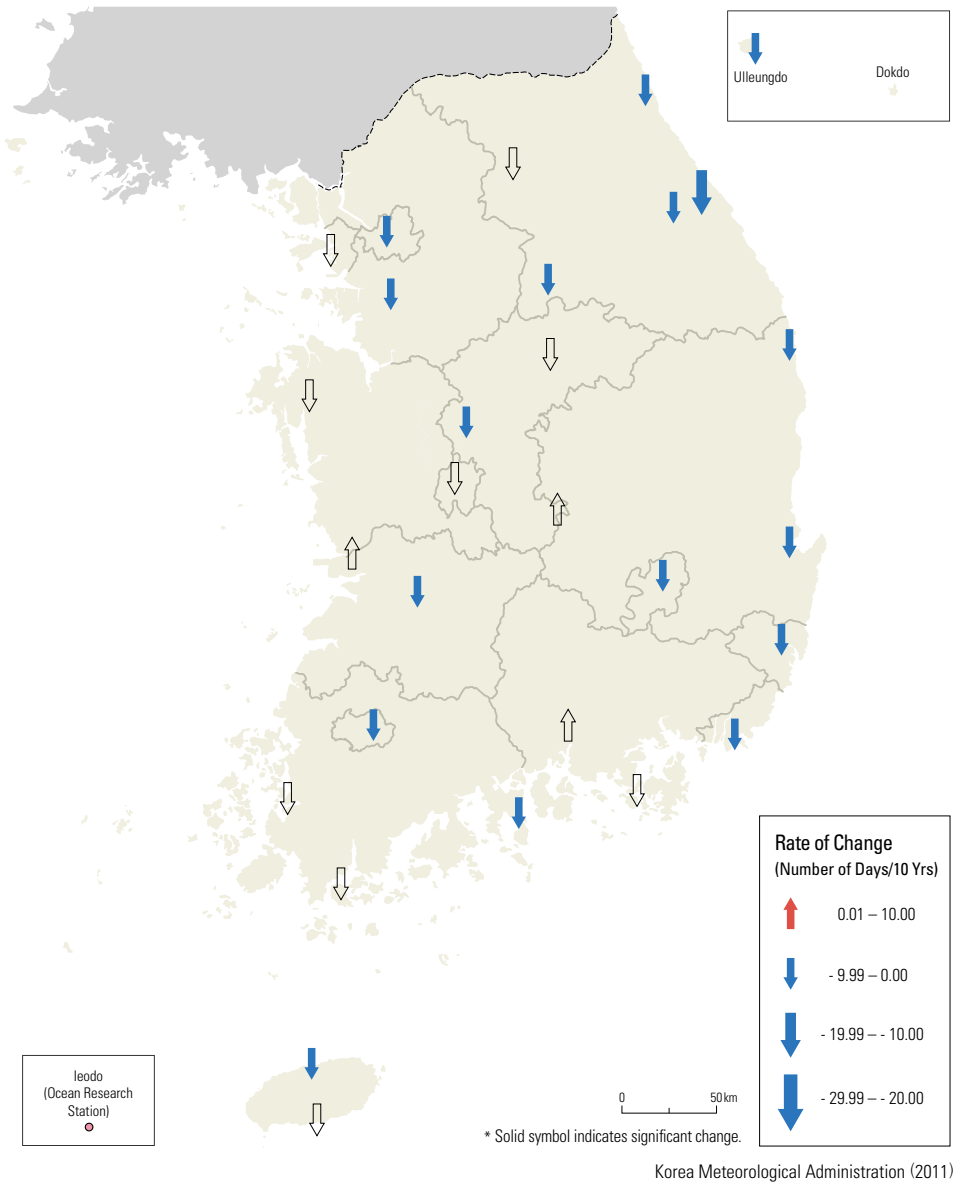 Ulleungdo
Dokdo
Rate of Change
(Number of Days/10 Yrs)
0.01 – 10.00
- 9.99 – 0.00
- 19.99 – - 10.00
- 29.99 – - 20.00
Ieodo
(Ocean Research
Station)
0
50 km
* Solid symbol indicates significant change.
Korea Meteorological Administration (2011)